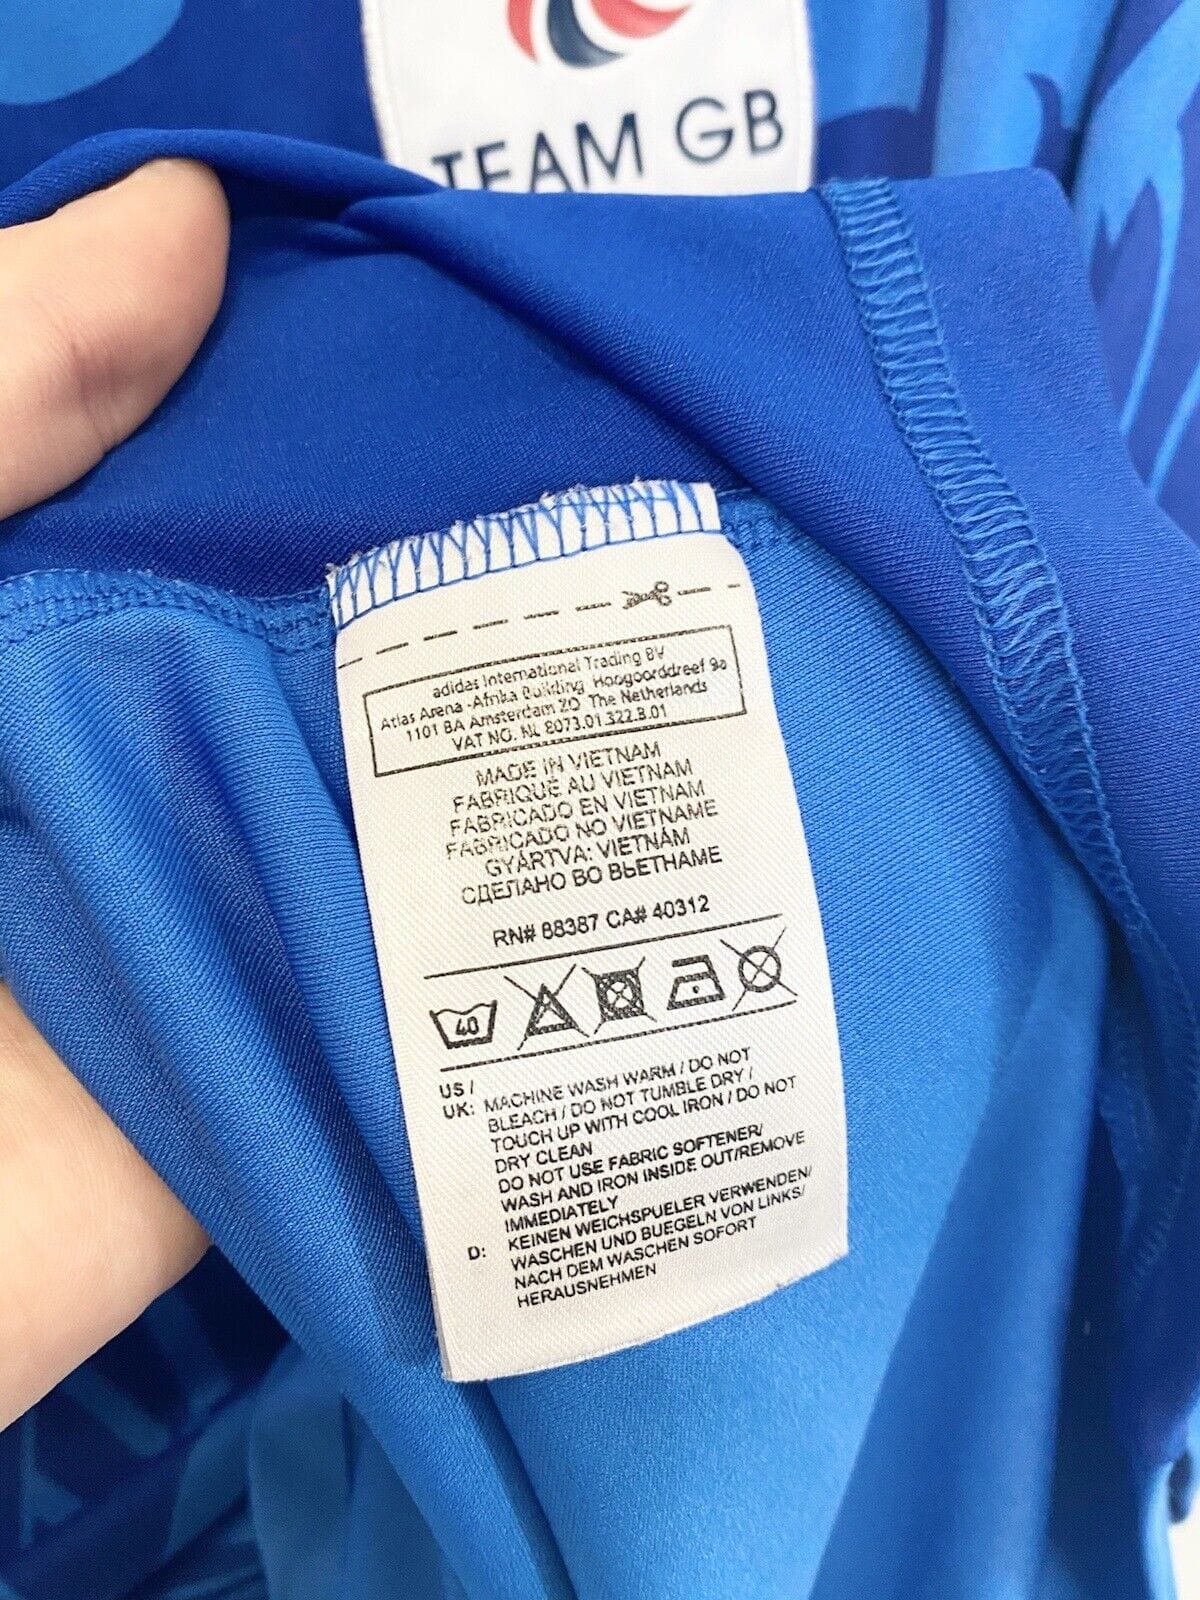 TEAM GB
adidas International Trading BV
Atlas Arena -Afrika Building Hoogoorddreef 9a
1101 BA Amsterdam ZO The Netherlands
VAT NO. NL 8073.01.322.B.01
MADE IN VIETNAM
FABRIQUÉ AU VIETNAM
FABRICADO EN VIETNAM
FABRICADO NO VIETNAME
GYÁRTVA: VIETNÁM
СДЕЛАНО ВО ВЬЕТНАМЕ
RN# 88387 CA# 40312
40
US /
UK: MACHINE WASH WARM / DO NOT
BLEACH / DO NOT TUMBLE DRY /
TOUCH UP WITH COOL IRON / DO NOT
DRY CLEAN
DO NOT USE FABRIC SOFTENER/
WASH AND IRON INSIDE OUT/REMOVE
IMMEDIATELY
D: KEINEN WEICHSPUELER VERWENDEN/
WASCHEN UND BUEGELN VON LINKS/
NACH DEM WASCHEN SOFORT
HERAUSNEHMEN